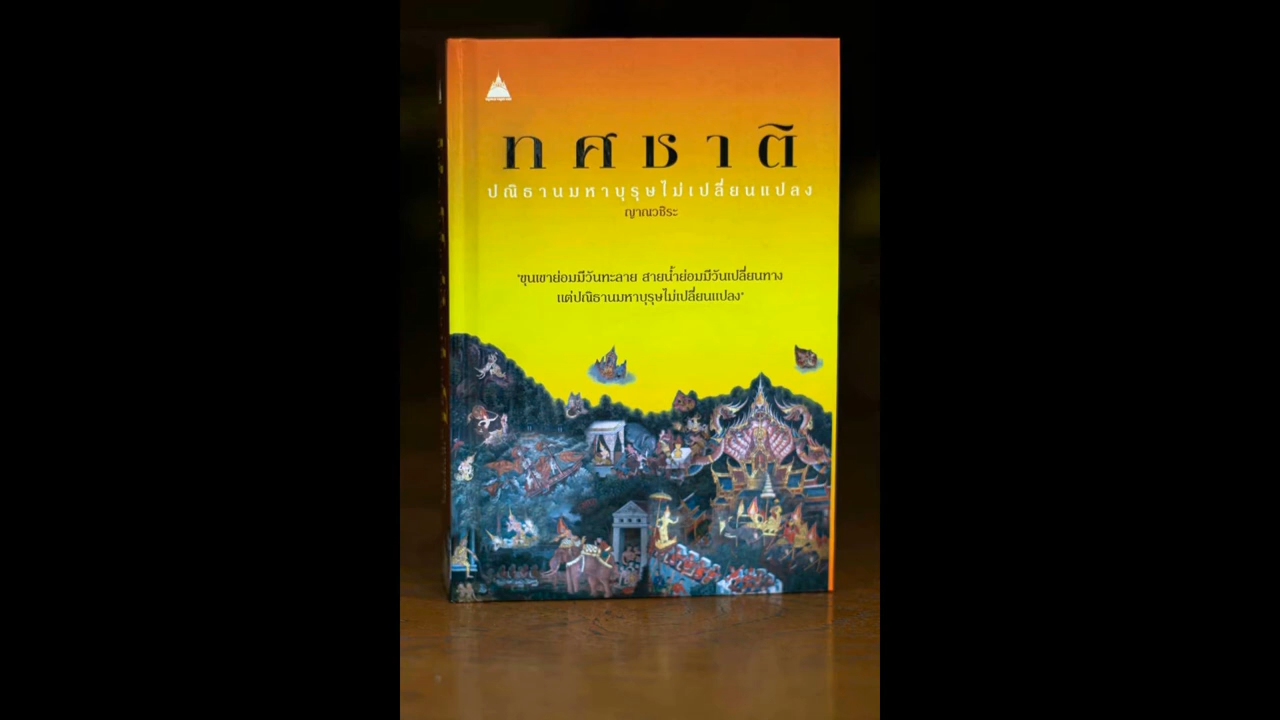 ทศชาติ
ปณิธานมหาบุรุษไม่เปลี่ยนแปลง
ญาณวชิระ
"ขุนเขาย่อมมีวันทะลาย สายน้ำย่อมมีวันเปลี่ยนทาง
แต่ปณิธานมหาบุรุษไม่เปลี่ยนแปลง"